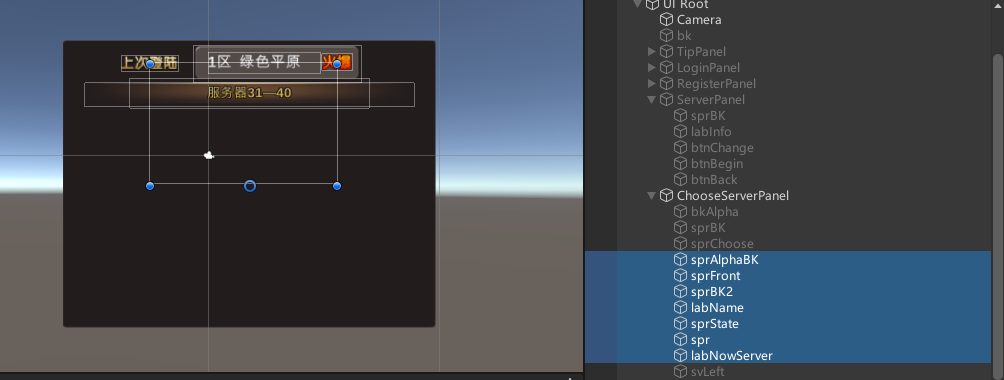 上次登陆 1区 绿色平原 火爆
服务器31—40
UI Root
Camera
bk
TipPanel
LoginPanel
RegisterPanel
ServerPanel
sprBK
labInfo
btnChange
btnBegin
btnBack
ChooseServerPanel
bkAlpha
sprBK
sprChoose
sprAlphaBK
sprFront
sprBK2
labName
sprState
spr
labNowServer
svLeft